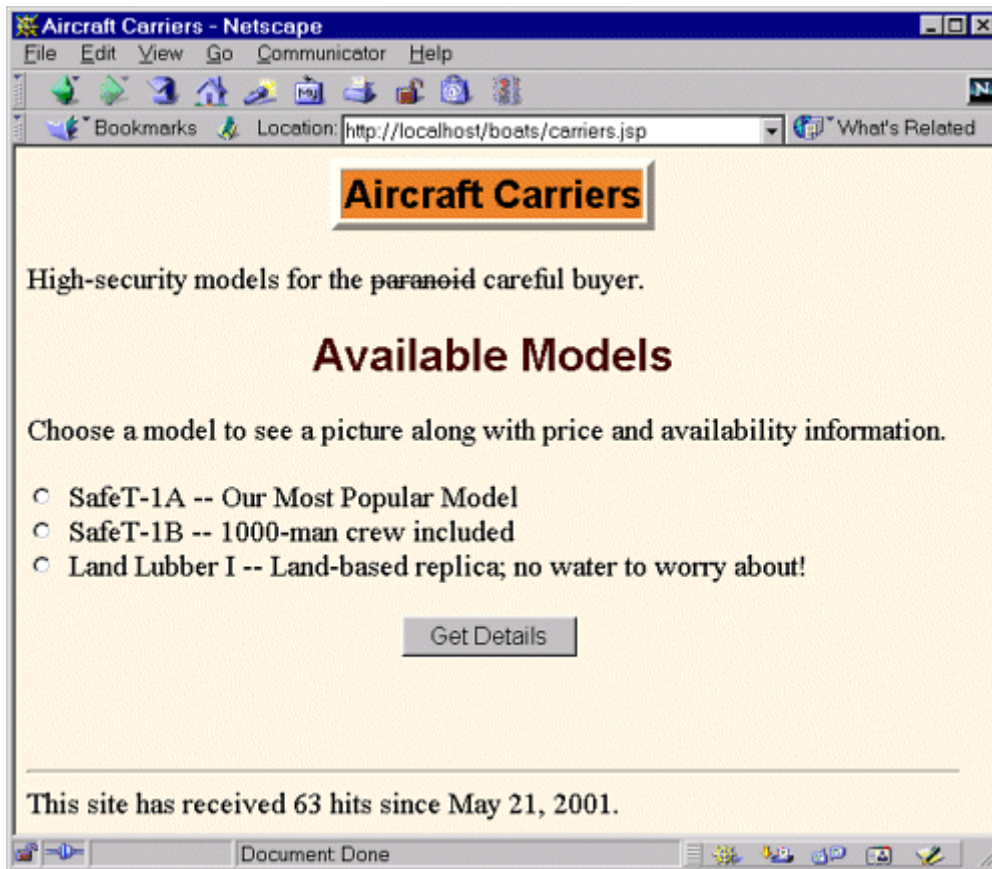 Aircraft Carriers - Netscape
File Edit View Go Communicator Help
My
N
Bookmarks Location: http://localhost/boats/carriers.jsp What's Related
Aircraft Carriers
High-security models for the paranoid careful buyer.
Available Models
Choose a model to see a picture along with price and availability information.
SafeT-1A -- Our Most Popular Model
SafeT-1B -- 1000-man crew included
Land Lubber I -- Land-based replica; no water to worry about!
Get Details
This site has received 63 hits since May 21, 2001.
Document: Done